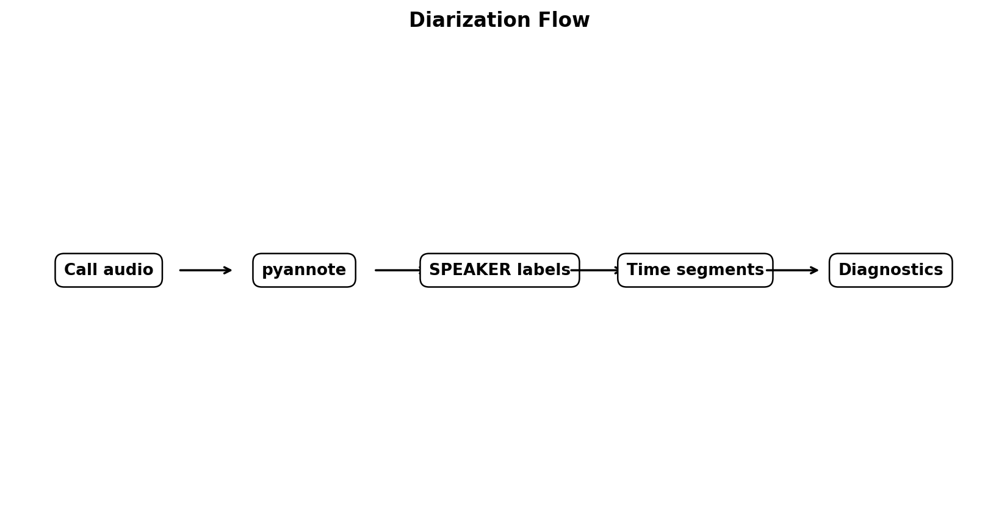 Diarization Flow
Call audio
pyannote
SPEAKER labels
Time segments
Diagnostics